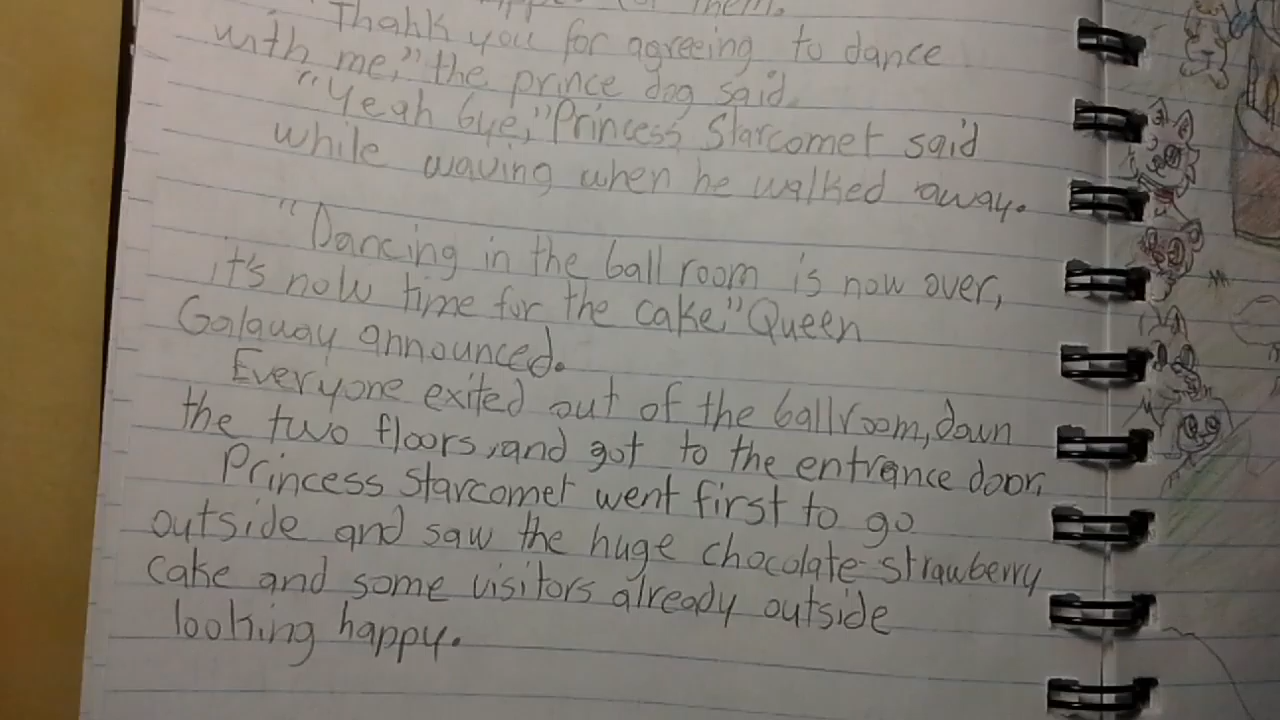 them.
Thank you for agreeing to dance
with me," the prince dog said.
"Yeah bye," Princess Starcomet said
while waving when he walked away.
"Dancing in the ball room is now over,
it's now time for the cake," Queen
Galaway announced.
Everyone exited out of the ballroom, down
the two floors, and got to the entrance door.
Princess Starcomet went first to go
outside and saw the huge chocolate-strawberry
cake and some visitors already outside
looking happy.